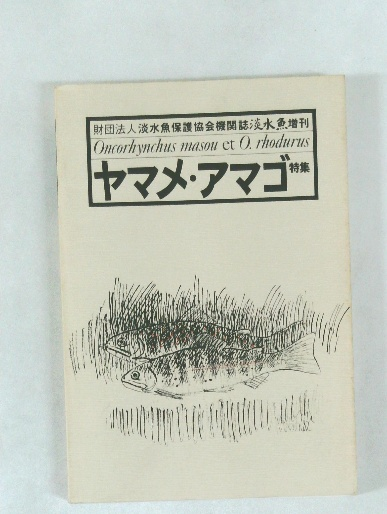 財団法人淡水魚保護協会機関誌淡水魚増刊
Oncorhynchus masou et O. rhodurus
ヤマメ・アマゴ特集